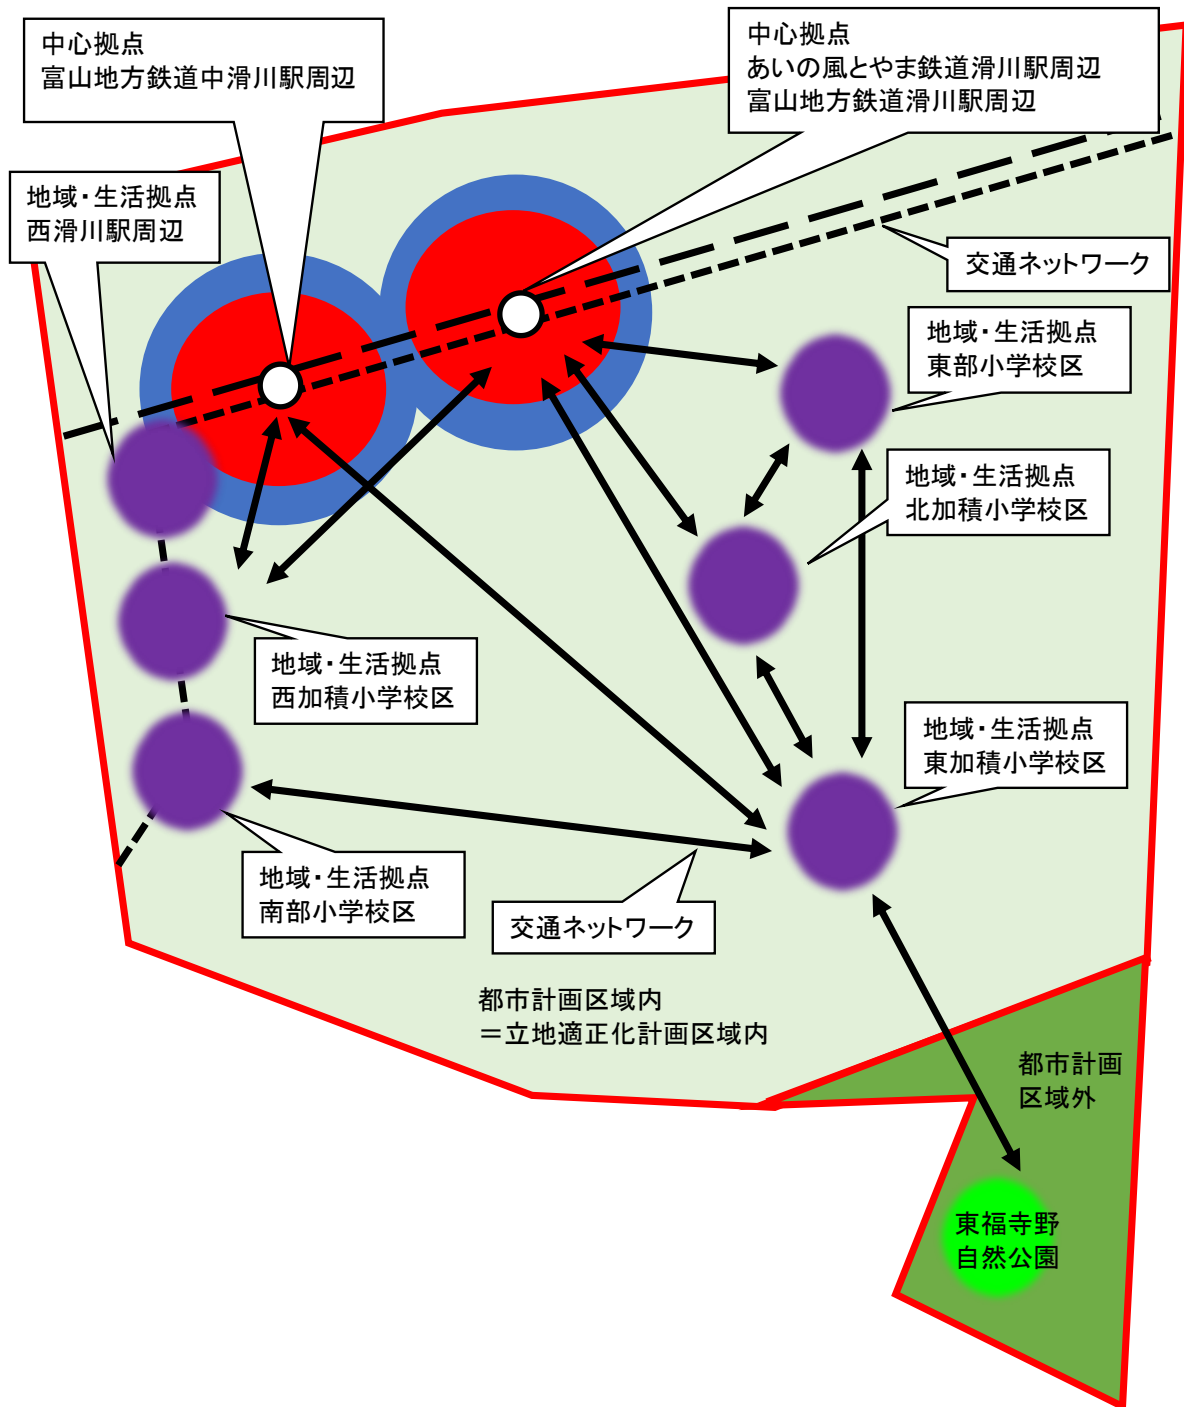 中心拠点
富山地方鉄道中滑川駅周辺
中心拠点
あいの風とやま鉄道滑川駅周辺
富山地方鉄道滑川駅周辺
地域・生活拠点
西滑川駅周辺
交通ネットワーク
地域・生活拠点
東部小学校区
地域・生活拠点
北加積小学校区
地域・生活拠点
西加積小学校区
地域・生活拠点
東加積小学校区
地域・生活拠点
南部小学校区
交通ネットワーク
都市計画区域内
＝立地適正化計画区域内
都市計画
区域外
東福寺野
自然公園